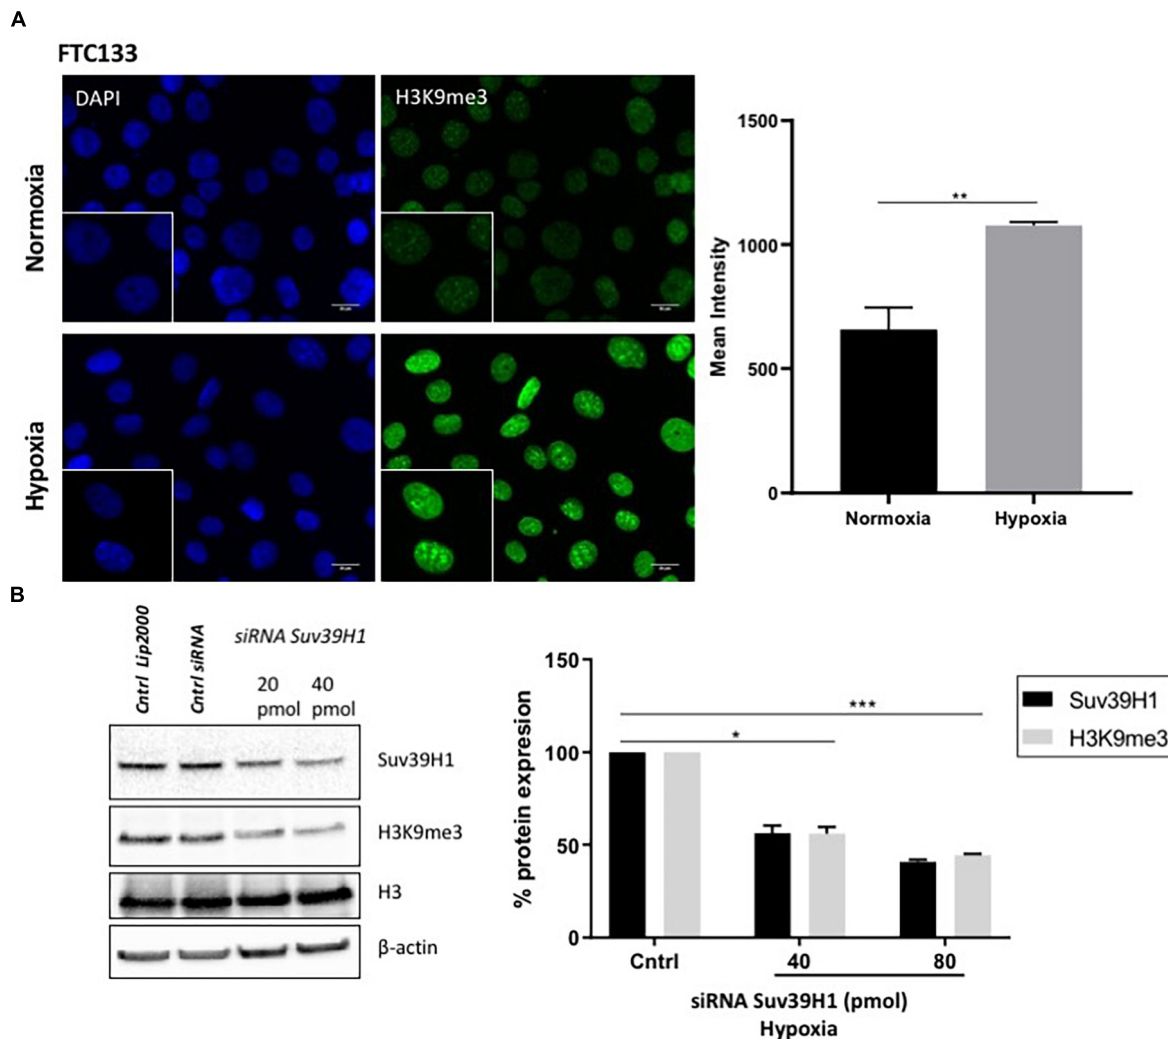 A
FTC133
DAPI
H3K9me3
Normoxia
Hypoxia
1500
1000
500
0
Mean Intensity
**
Normoxia
Hypoxia
B
Cntrl Lip2000
Cntrl siRNA
siRNA Suv39H1
20 pmol
40 pmol
Suv39H1
H3K9me3
H3
β-actin
150
100
50
0
% protein expresion
***
*
Suv39H1
H3K9me3
Cntrl
40
80
siRNA Suv39H1 (pmol)
Hypoxia